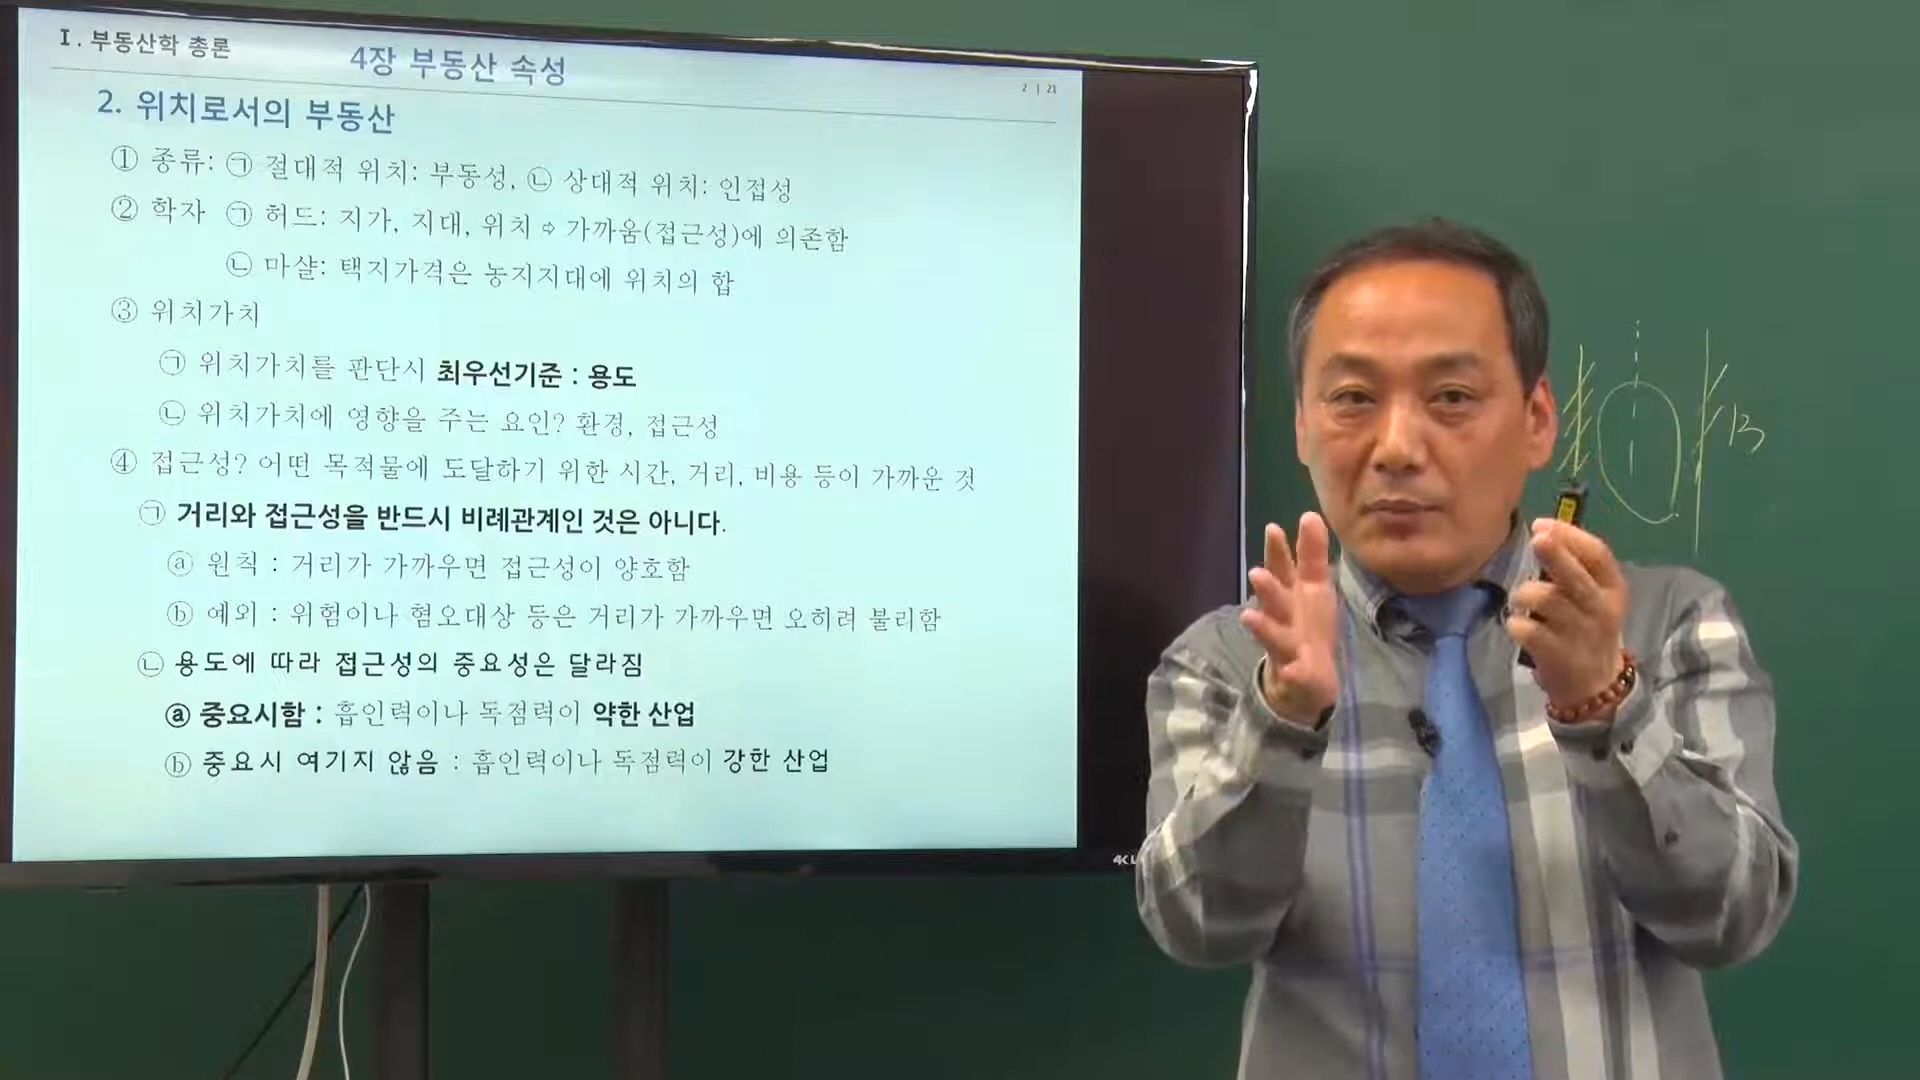 Ⅰ. 부동산학 총론
4장 부동산 속성
2 | 21
2. 위치로서의 부동산
① 종류: ㉠ 절대적 위치: 부동성, ㉡ 상대적 위치: 인접성
② 학자 ㉠ 허드: 지가, 지대, 위치 ⇨ 가까움(접근성)에 의존함
㉡ 마샬: 택지가격은 농지지대에 위치의 합
③ 위치가치
㉠ 위치가치를 판단시 최우선기준 : 용도
㉡ 위치가치에 영향을 주는 요인? 환경, 접근성
④ 접근성? 어떤 목적물에 도달하기 위한 시간, 거리, 비용 등이 가까운 것
㉠ 거리와 접근성을 반드시 비례관계인 것은 아니다.
ⓐ 원칙 : 거리가 가까우면 접근성이 양호함
ⓑ 예외 : 위험이나 혐오대상 등은 거리가 가까우면 오히려 불리함
㉡ 용도에 따라 접근성의 중요성은 달라짐
ⓐ 중요시함 : 흡인력이나 독점력이 약한 산업
ⓑ 중요시 여기지 않음 : 흡인력이나 독점력이 강한 산업